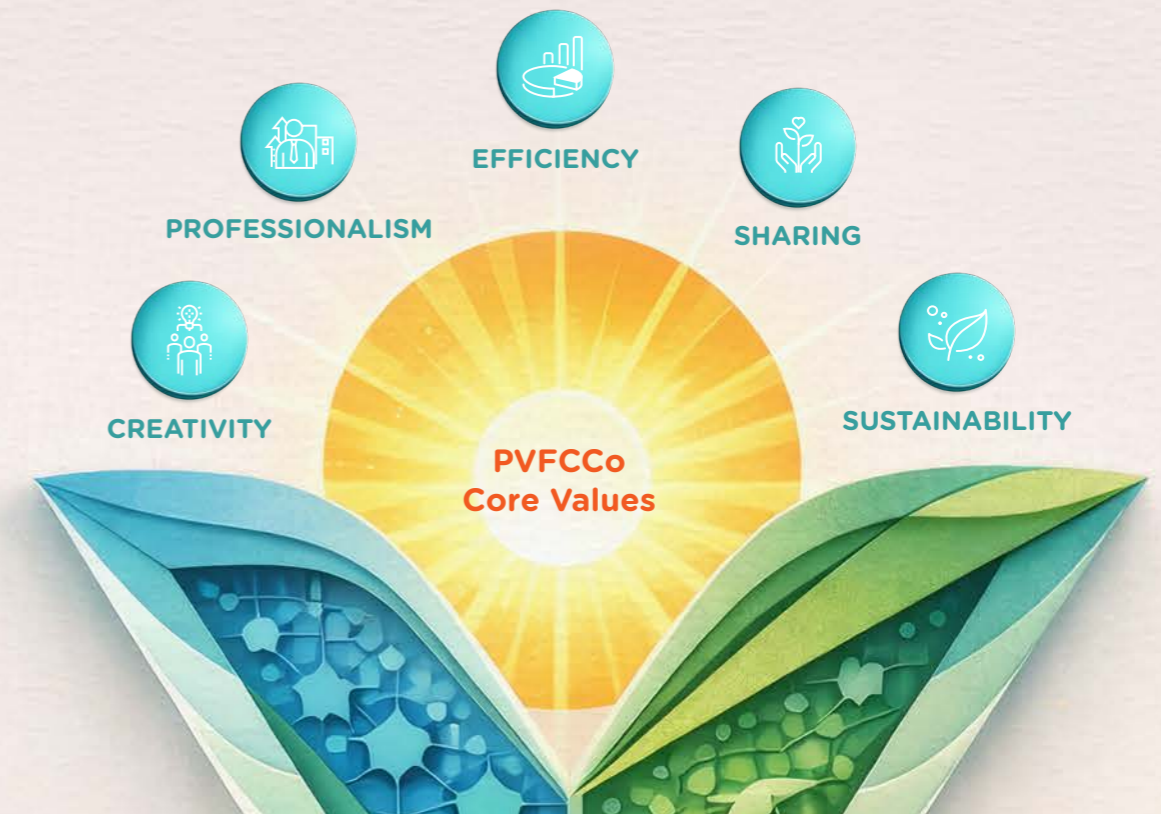 EFFICIENCY
PROFESSIONALISM
SHARING
CREATIVITY
SUSTAINABILITY
PVFCCo
Core Values